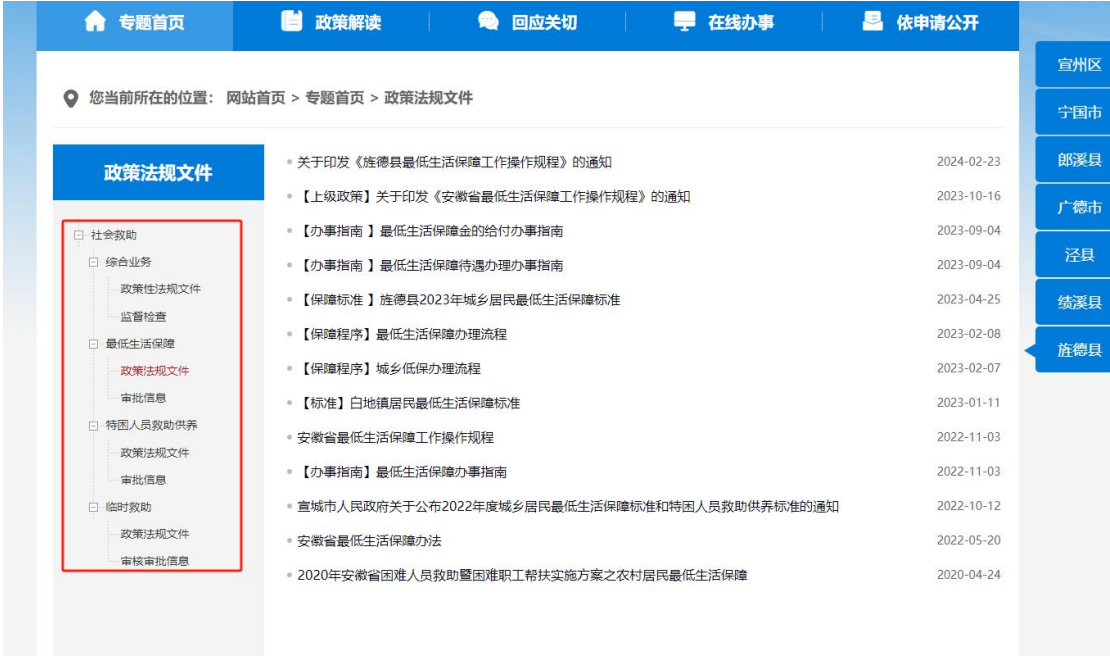 专题首页 政策解读 回应关切 在线办事 依申请公开
您当前所在的位置： 网站首页 > 专题首页 > 政策法规文件
政策法规文件
社会救助
综合业务
政策性法规文件
监督检查
最低生活保障
政策法规文件
审批信息
特困人员救助供养
政策法规文件
审批信息
临时救助
政策法规文件
审核审批信息
关于印发《旌德县最低生活保障工作操作规程》的通知 2024-02-23
【上级政策】关于印发《安徽省最低生活保障工作操作规程》的通知 2023-10-16
【办事指南 】最低生活保障金的给付办事指南 2023-09-04
【办事指南 】最低生活保障待遇办理办事指南 2023-09-04
【保障标准 】旌德县2023年城乡居民最低生活保障标准 2023-04-25
【保障程序】最低生活保障办理流程 2023-02-08
【保障程序】城乡低保办理流程 2023-02-07
【标准】白地镇居民最低生活保障标准 2023-01-11
安徽省最低生活保障工作操作规程 2022-11-03
【办事指南】最低生活保障办事指南 2022-11-03
宣城市人民政府关于公布2022年度城乡居民最低生活保障标准和特困人员救助供养标准的通知 2022-10-12
安徽省最低生活保障办法 2022-05-20
2020年安徽省困难人员救助暨困难职工帮扶实施方案之农村居民最低生活保障 2020-04-24
宣州区
宁国市
郎溪县
广德市
泾县
绩溪县
旌德县